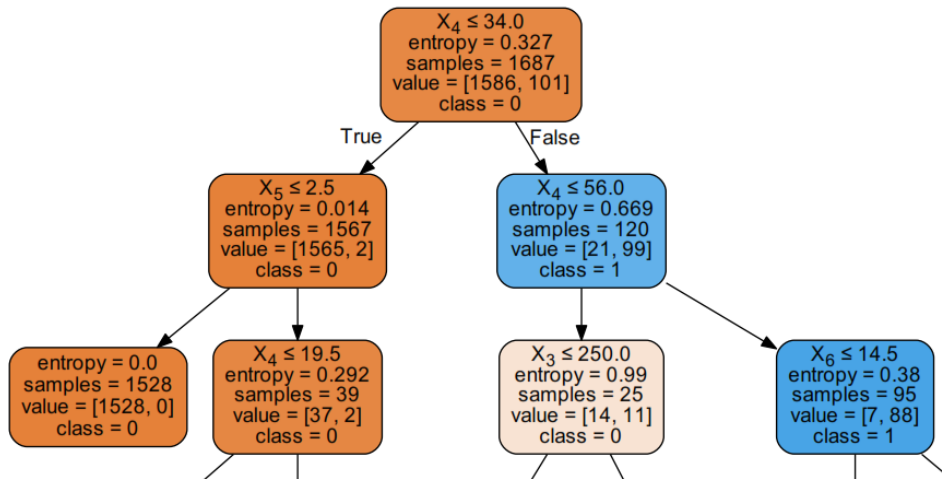 X₄ ≤ 34.0
entropy = 0.327
samples = 1687
value = [1586, 101]
class = 0
True
False
X₅ ≤ 2.5
entropy = 0.014
samples = 1567
value = [1565, 2]
class = 0
X₄ ≤ 56.0
entropy = 0.669
samples = 120
value = [21, 99]
class = 1
entropy = 0.0
samples = 1528
value = [1528, 0]
class = 0
X₄ ≤ 19.5
entropy = 0.292
samples = 39
value = [37, 2]
class = 0
X₃ ≤ 250.0
entropy = 0.99
samples = 25
value = [14, 11]
class = 0
X₆ ≤ 14.5
entropy = 0.38
samples = 95
value = [7, 88]
class = 1